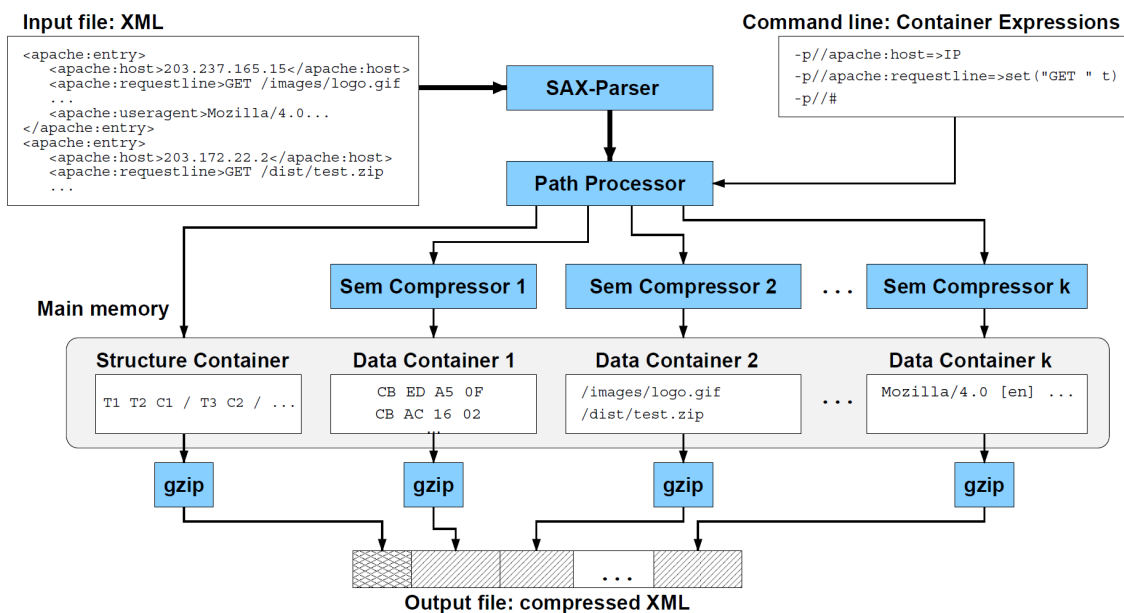 Input file: XML
Command line: Container Expressions
<apache:entry>
<apache:host>203.237.165.15</apache:host>
<apache:requestline>GET /images/logo.gif
...
<apache:useragent>Mozilla/4.0...
</apache:entry>
<apache:entry>
<apache:host>203.172.22.2</apache:host>
<apache:requestline>GET /dist/test.zip
...
-p//apache:host=>IP
-p//apache:requestline=>set("GET " t)
-p//#
SAX-Parser
Path Processor
Sem Compressor 1
Sem Compressor 2
...
Sem Compressor k
Main memory
Structure Container
Data Container 1
Data Container 2
Data Container k
T1 T2 C1 / T3 C2 / ...
CB ED A5 0F
CB AC 16 02
...
/images/logo.gif
/dist/test.zip
...
Mozilla/4.0 [en] ...
gzip
gzip
gzip
gzip
...
Output file: compressed XML